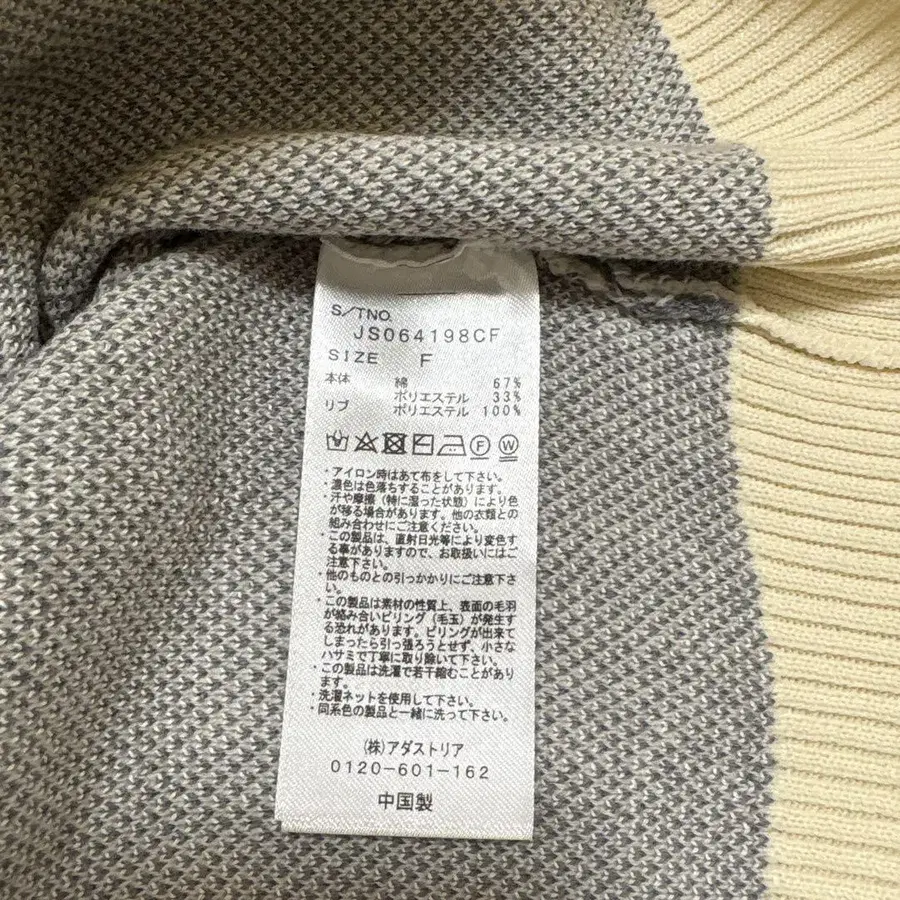 S/TNO.
JS064198CF
SIZE F
本体 綿 67%
ポリエステル 33%
リブ ポリエステル 100%
F W
・アイロン時はあて布をして下さい。
・濃色は色落ちすることがあります。
・汗や摩擦（特に湿った状態）により色
が移る場合があります。他の衣類との
組み合わせにご注意ください。
・この製品は、直射日光等により変色す
る事がありますので、お取扱いにはご
注意下さい。
・他のものとの引っかかりにご注意下さ
い。
・この製品は素材の性質上、表面の毛羽
が絡み合いピリング（毛玉）が発生す
る恐れがあります。ピリングが出来て
しまったら引っ張ろうとせず、小さな
ハサミで丁寧に取り除いて下さい。
・この製品は洗濯で若干縮むことがあり
ます。
・洗濯ネットを使用して下さい。
・同系色の製品と一緒に洗って下さい。
(株)アダストリア
0120-601-162
中国製